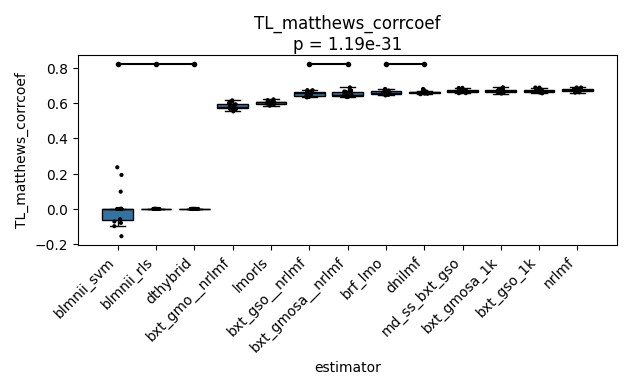 TL_matthews_corrcoef
p = 1.19e-31
TL_matthews_corrcoef
0.8
0.6
0.4
0.2
0.0
−0.2
blmnii_svm
blmnii_rls
dthybrid
bxt_gmo__nrlmf
lmorls
bxt_gso__nrlmf
bxt_gmosa__nrlmf
brf_lmo
dnilmf
md_ss_bxt_gso
bxt_gmosa_1k
bxt_gso_1k
nrlmf
estimator